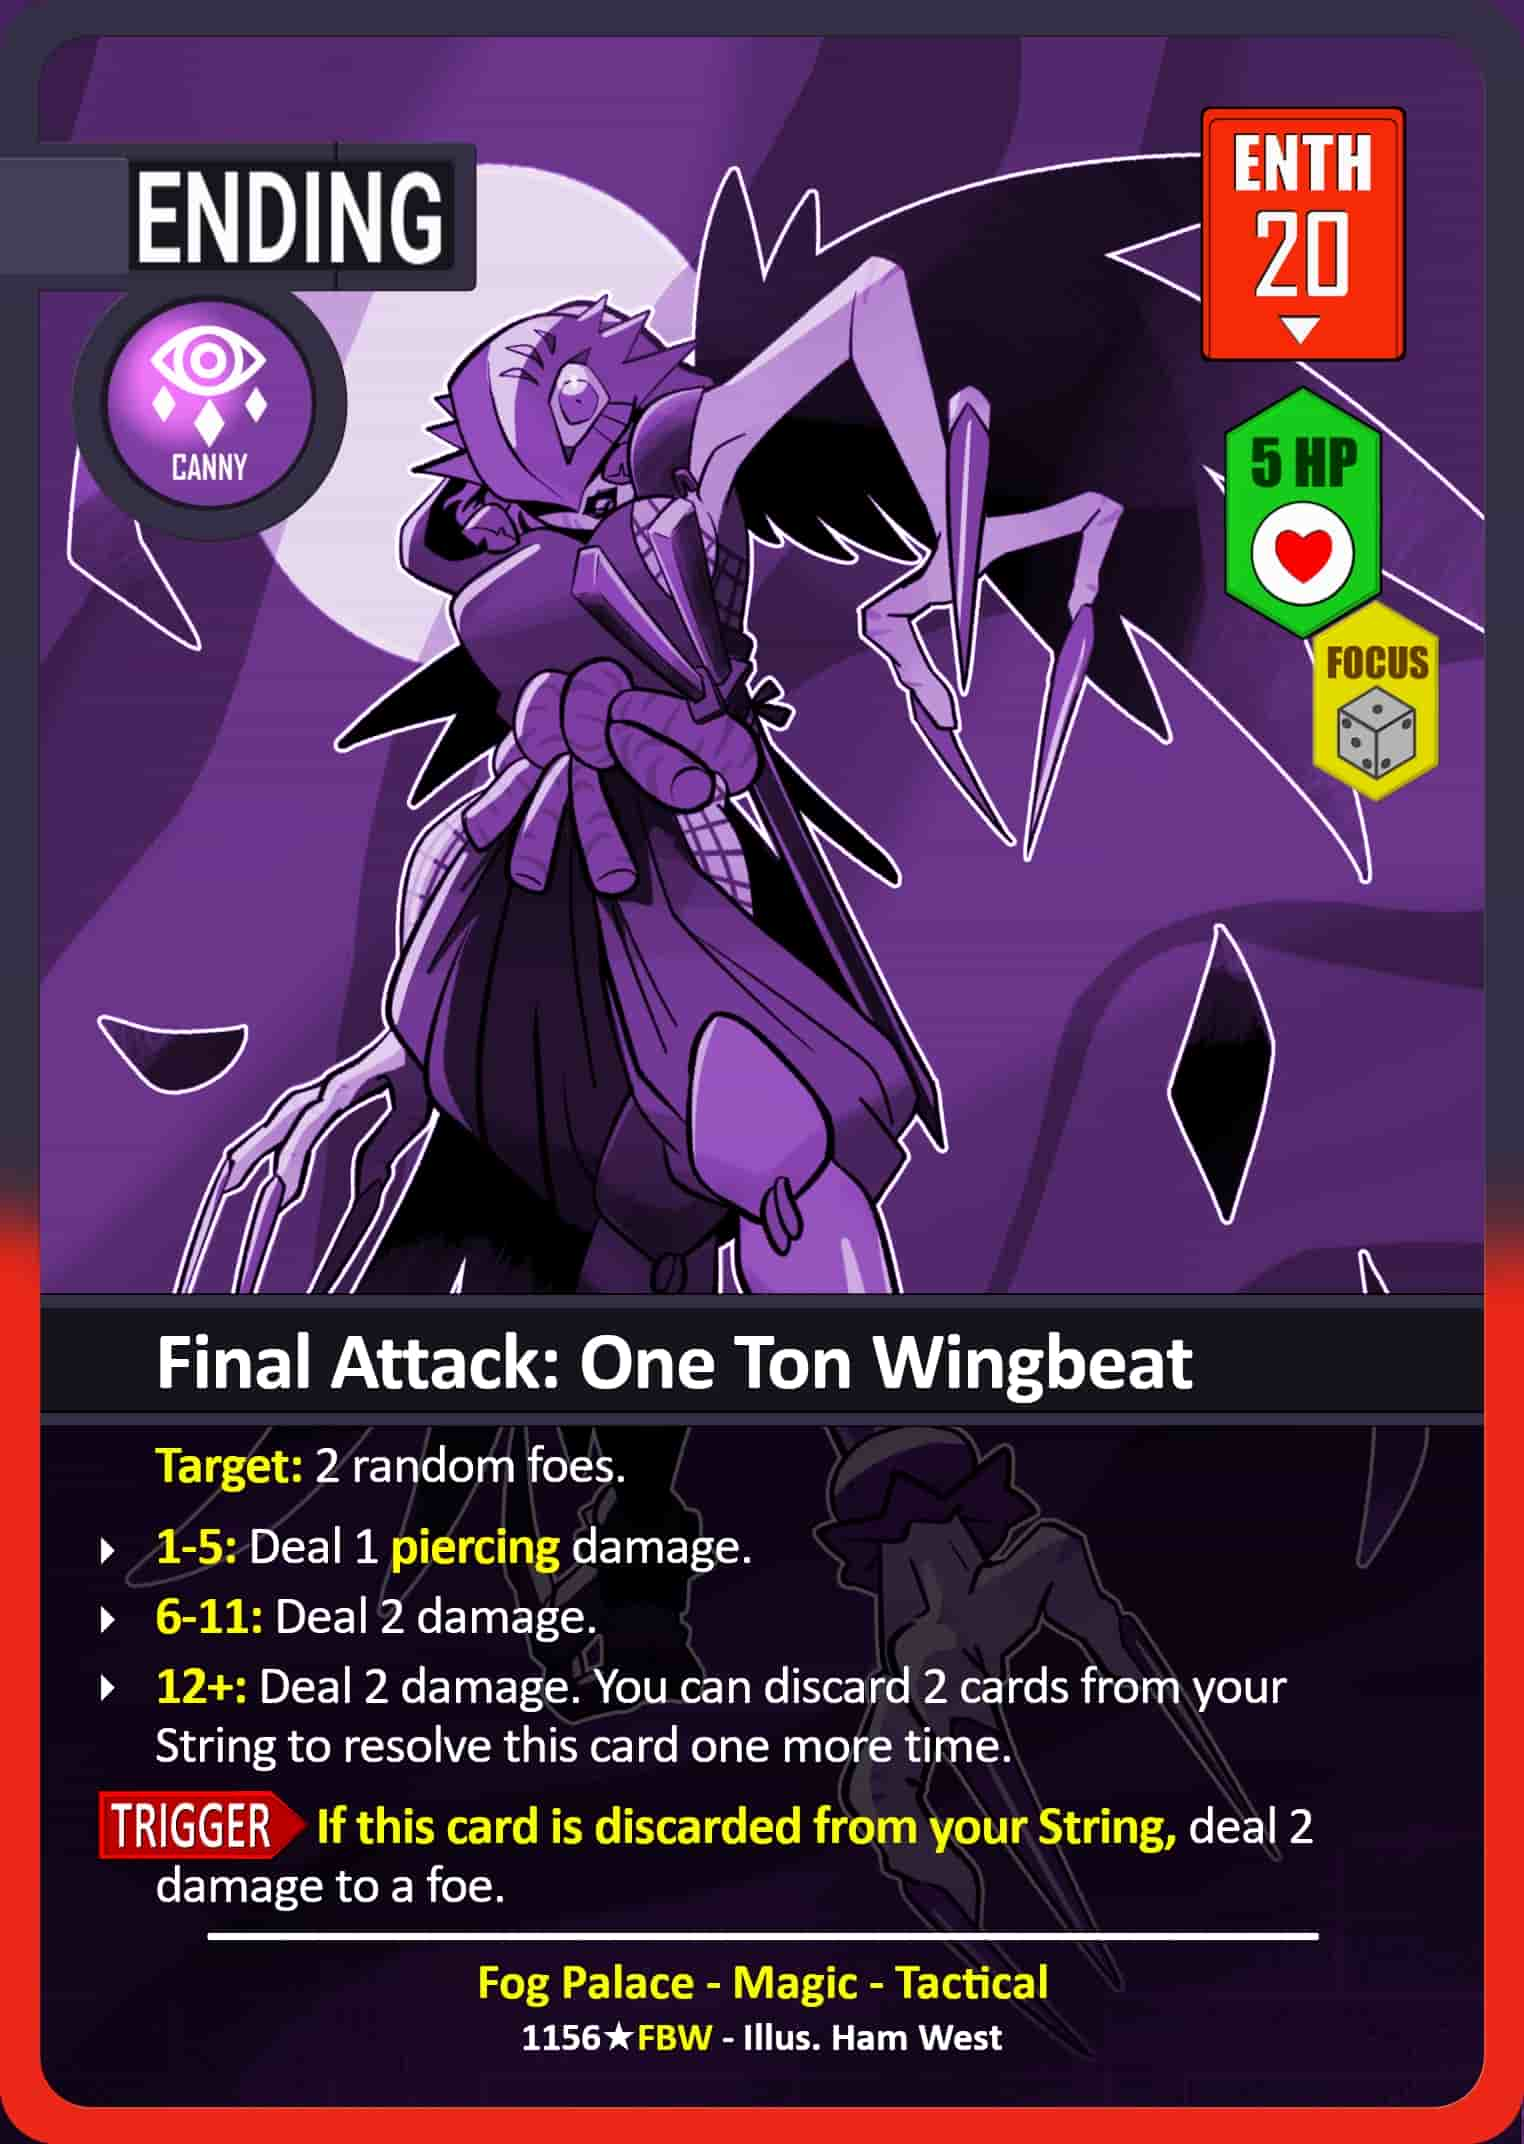 ENDING
ENTH
20
CANNY
5 HP
FOCUS
Final Attack: One Ton Wingbeat
Target: 2 random foes.
1-5: Deal 1 piercing damage.
6-11: Deal 2 damage.
12+: Deal 2 damage. You can discard 2 cards from your
String to resolve this card one more time.
TRIGGER If this card is discarded from your String, deal 2
damage to a foe.
Fog Palace - Magic - Tactical
1156★FBW - Illus. Ham West